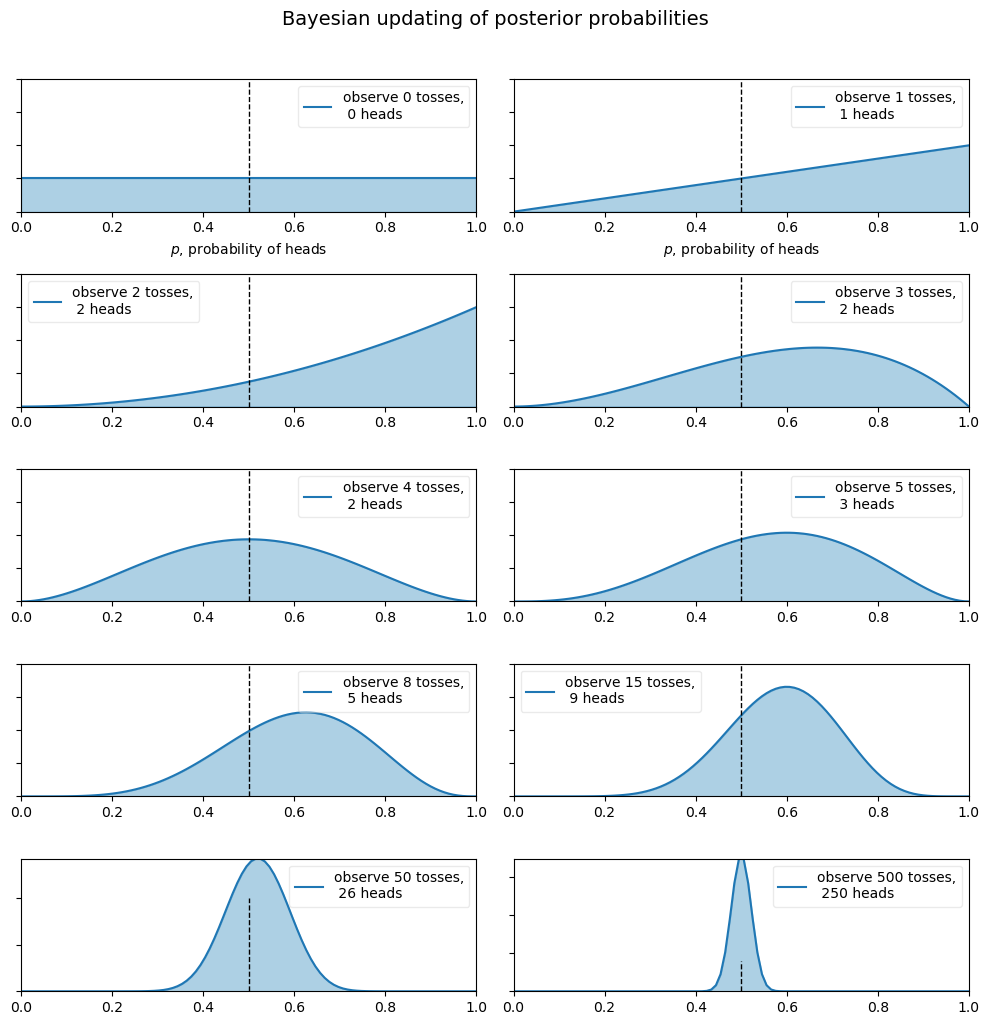 Bayesian updating of posterior probabilities
observe 0 tosses,
0 heads
0.0 0.2 0.4 0.6 0.8 1.0
p, probability of heads
observe 1 tosses,
1 heads
0.0 0.2 0.4 0.6 0.8 1.0
p, probability of heads
observe 2 tosses,
2 heads
0.0 0.2 0.4 0.6 0.8 1.0
observe 3 tosses,
2 heads
0.0 0.2 0.4 0.6 0.8 1.0
observe 4 tosses,
2 heads
0.0 0.2 0.4 0.6 0.8 1.0
observe 5 tosses,
3 heads
0.0 0.2 0.4 0.6 0.8 1.0
observe 8 tosses,
5 heads
0.0 0.2 0.4 0.6 0.8 1.0
observe 15 tosses,
9 heads
0.0 0.2 0.4 0.6 0.8 1.0
observe 50 tosses,
26 heads
0.0 0.2 0.4 0.6 0.8 1.0
observe 500 tosses,
250 heads
0.0 0.2 0.4 0.6 0.8 1.0